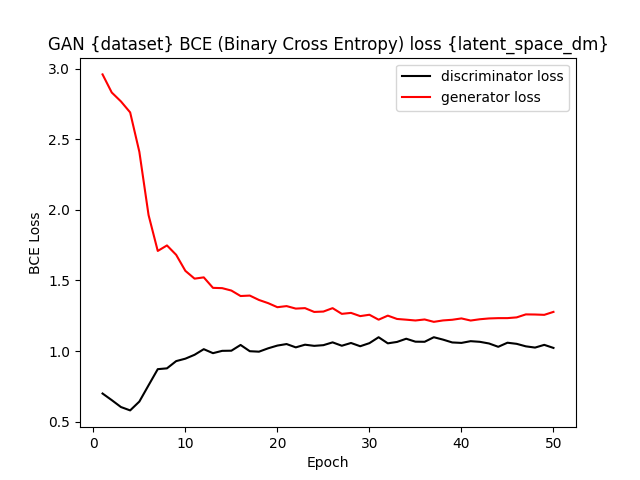 GAN {dataset} BCE (Binary Cross Entropy) loss {latent_space_dm}
3.0
2.5
2.0
1.5
1.0
0.5
BCE Loss
discriminator loss
generator loss
0
10
20
30
40
50
Epoch